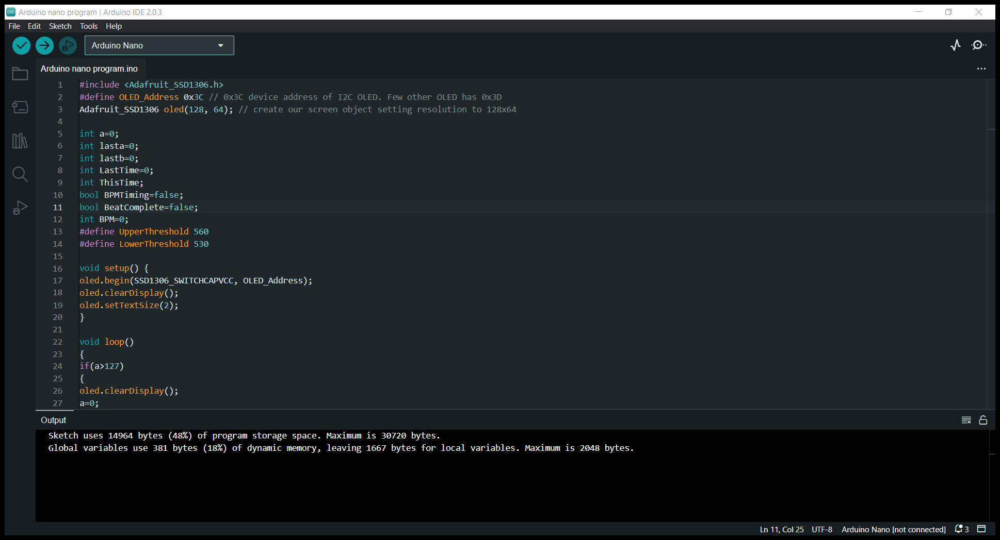 Arduino nano program | Arduino IDE 2.0.3
File Edit Sketch Tools Help
Arduino Nano
Arduino nano program.ino
1 #include <Adafruit_SSD1306.h>
2 #define OLED_Address 0x3C // 0x3C device address of I2C OLED. Few other OLED has 0x3D
3 Adafruit_SSD1306 oled(128, 64); // create our screen object setting resolution to 128x64
4
5 int a=0;
6 int lasta=0;
7 int lastb=0;
8 int LastTime=0;
9 int ThisTime;
10 bool BPMTiming=false;
11 bool BeatComplete=false;
12 int BPM=0;
13 #define UpperThreshold 560
14 #define LowerThreshold 530
15
16 void setup() {
17 oled.begin(SSD1306_SWITCHCAPVCC, OLED_Address);
18 oled.clearDisplay();
19 oled.setTextSize(2);
20 }
21
22 void loop()
23 {
24 if(a>127)
25 {
26 oled.clearDisplay();
27 a=0;
Output
Sketch uses 14964 bytes (48%) of program storage space. Maximum is 30720 bytes.
Global variables use 381 bytes (18%) of dynamic memory, leaving 1667 bytes for local variables. Maximum is 2048 bytes.
Ln 11, Col 25 UTF-8 Arduino Nano [not connected] 3